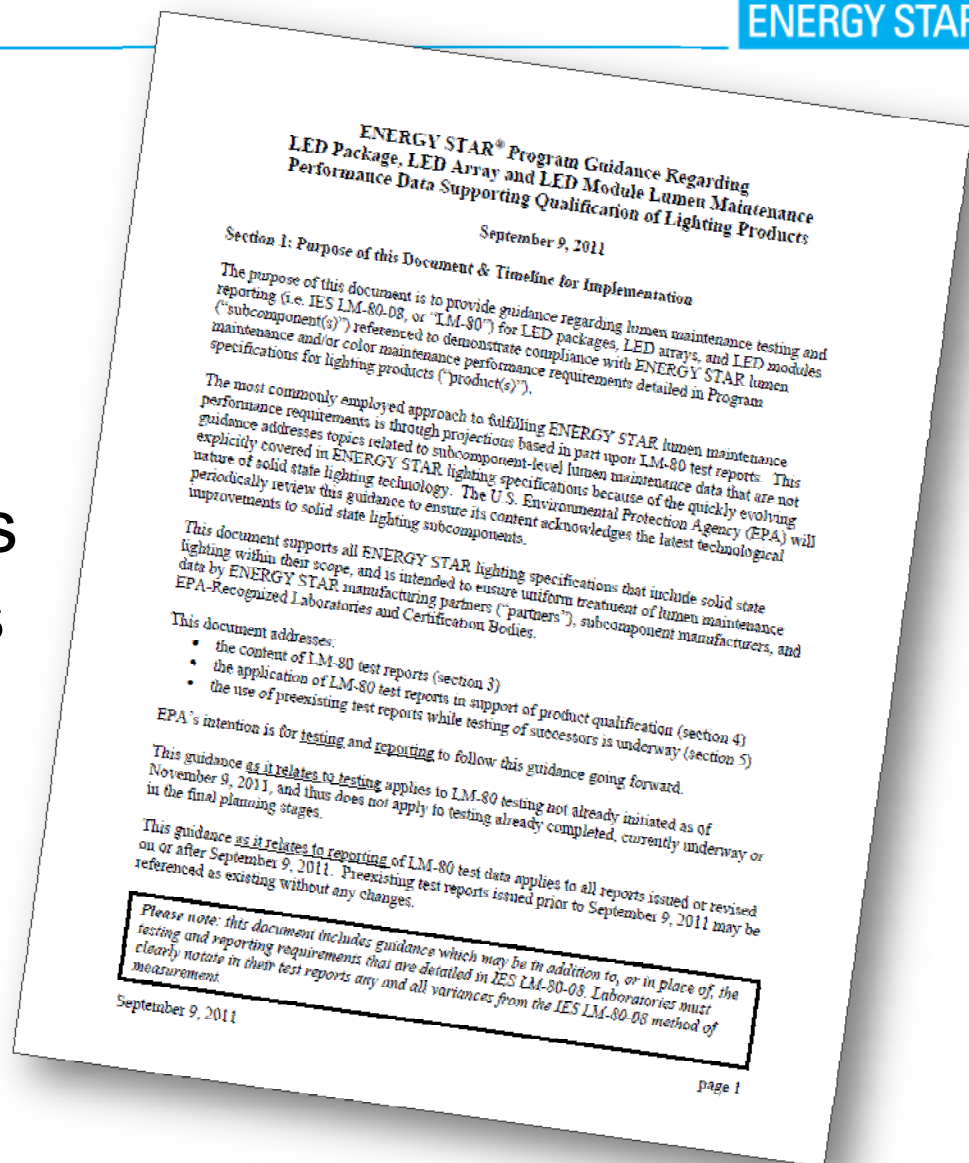 ENERGY STAR
ENERGY STAR® Program Guidance Regarding
LED Package, LED Array and LED Module Lumen Maintenance
Performance Data Supporting Qualification of Lighting Products
September 9, 2011
Section 1: Purpose of this Document & Timeline for Implementation
The purpose of this document is to provide guidance regarding lumen maintenance testing and
reporting (i.e. IES LM-80-08, or “LM-80”) for LED packages, LED arrays, and LED modules
(“subcomponent(s)”) referenced to demonstrate compliance with ENERGY STAR lumen
maintenance and/or color maintenance performance requirements detailed in Program
specifications for lighting products (“product(s)”).
The most commonly employed approach to fulfilling ENERGY STAR lumen maintenance
performance requirements is through projections based in part upon LM-80 test reports. This
guidance addresses topics related to subcomponent-level lumen maintenance data that are not
explicitly covered in ENERGY STAR lighting specifications because of the quickly evolving
nature of solid state lighting technology. The U.S. Environmental Protection Agency (EPA) will
periodically review this guidance to ensure its content acknowledges the latest technological
improvements to solid state lighting subcomponents.
This document supports all ENERGY STAR lighting specifications that include solid state
lighting within their scope, and is intended to ensure uniform treatment of lumen maintenance
data by ENERGY STAR manufacturing partners (“partners”), subcomponent manufacturers, and
EPA-Recognized Laboratories and Certification Bodies.
This document addresses:
• the content of LM-80 test reports (section 3)
• the application of LM-80 test reports in support of product qualification (section 4)
• the use of preexisting test reports while testing of successors is underway (section 5)
EPA’s intention is for testing and reporting to follow this guidance going forward.
This guidance as it relates to testing applies to LM-80 testing not already initiated as of
November 9, 2011, and thus does not apply to testing already completed, currently underway or
in the final planning stages.
This guidance as it relates to reporting of LM-80 test data applies to all reports issued or revised
on or after September 9, 2011. Preexisting test reports issued prior to September 9, 2011 may be
referenced as existing without any changes.
Please note: this document includes guidance which may be in addition to, or in place of, the
testing and reporting requirements that are detailed in IES LM-80-08. Laboratories must
clearly notate in their test reports any and all variances from the IES LM-80-08 method of
measurement.
September 9, 2011
page 1
s
s